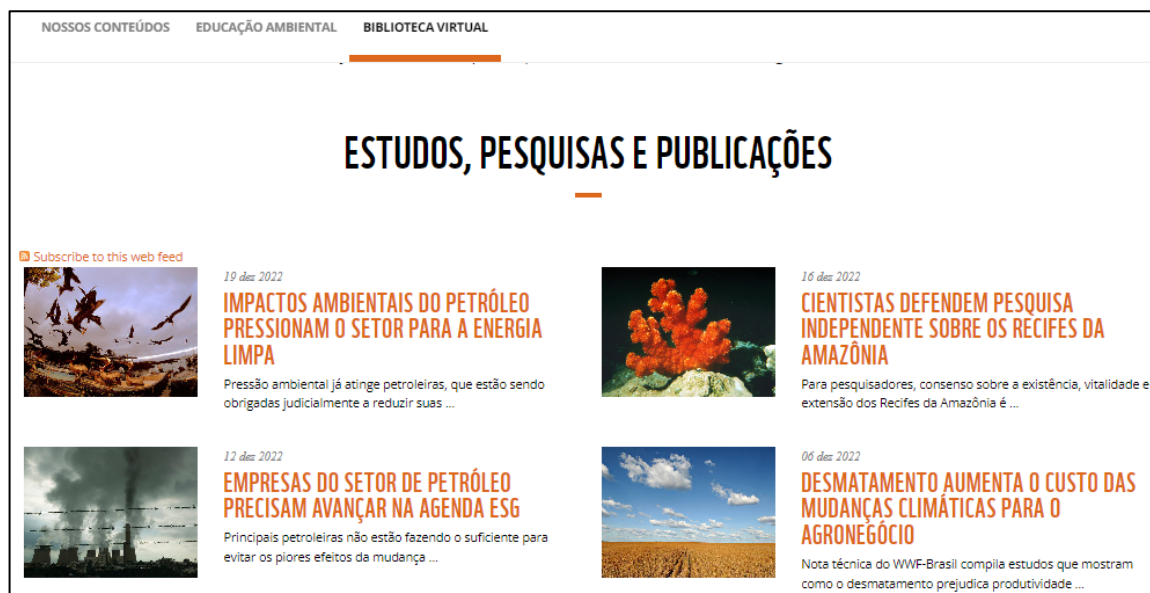 NOSSOS CONTEÚDOS EDUCAÇÃO AMBIENTAL BIBLIOTECA VIRTUAL
ESTUDOS, PESQUISAS E PUBLICAÇÕES
Subscribe to this web feed
19 dez 2022
IMPACTOS AMBIENTAIS DO PETRÓLEO
PRESSIONAM O SETOR PARA A ENERGIA
LIMPA
Pressão ambiental já atinge petroleiras, que estão sendo
obrigadas judicialmente a reduzir suas ...
16 dez 2022
CIENTISTAS DEFENDEM PESQUISA
INDEPENDENTE SOBRE OS RECIFES DA
AMAZÔNIA
Para pesquisadores, consenso sobre a existência, vitalidade e
extensão dos Recifes da Amazônia é ...
12 dez 2022
EMPRESAS DO SETOR DE PETRÓLEO
PRECISAM AVANÇAR NA AGENDA ESG
Principais petroleiras não estão fazendo o suficiente para
evitar os piores efeitos da mudança ...
06 dez 2022
DESMATAMENTO AUMENTA O CUSTO DAS
MUDANÇAS CLIMÁTICAS PARA O
AGRONEGÓCIO
Nota técnica do WWF-Brasil compila estudos que mostram
como o desmatamento prejudica produtividade ...